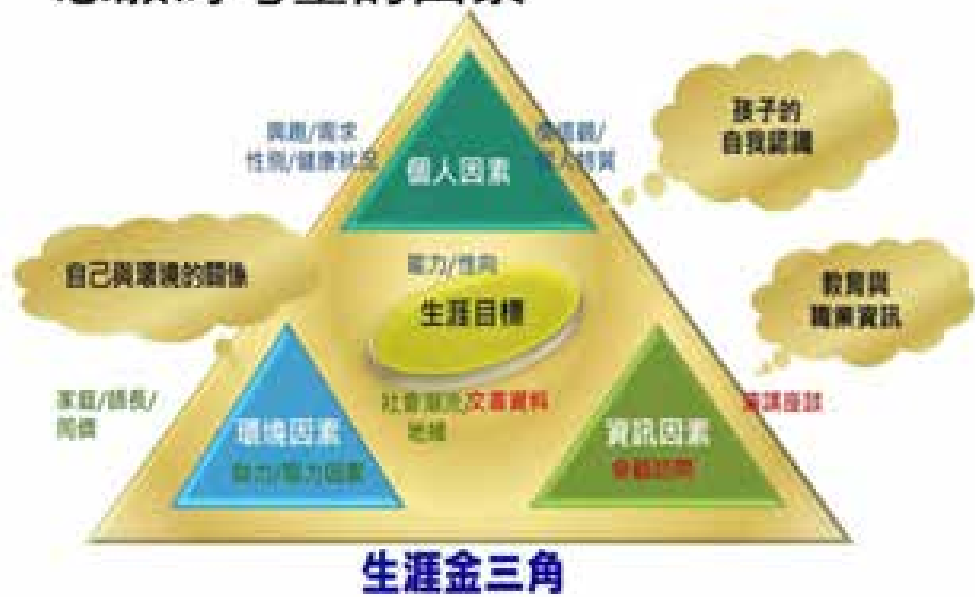 孩子的
自我認識
興趣/需求
性別/健康狀況
價值觀/
個人特質
個人因素
自己與環境的關係
能力/性向
生涯目標
教育與
職業資訊
家庭/師長/
同儕
社會潮流/文書資料
地域
演講座談
環境因素
助力/阻力因素
資訊因素
參觀訪問
生涯金三角